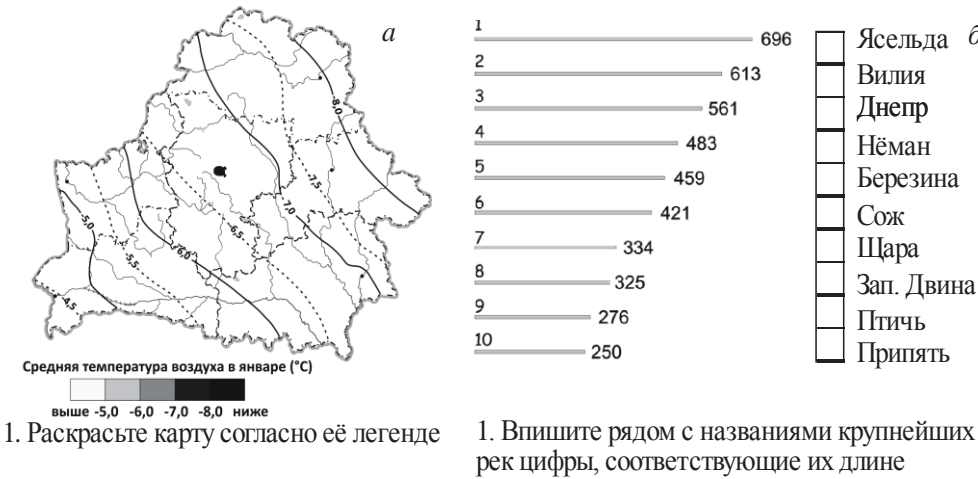 а
-8,0
-7,5
-7,0
-6,5
-6,0
-5,5
-5,0
-4,5
Средняя температура воздуха в январе (°С)
выше -5,0 -6,0 -7,0 -8,0 ниже
1. Раскрасьте карту согласно её легенде
б
1 696
2 613
3 561
4 483
5 459
6 421
7 334
8 325
9 276
10 250
Ясельда
Вилия
Днепр
Нёман
Березина
Сож
Щара
Зап. Двина
Птичь
Припять
1. Впишите рядом с названиями крупнейших
рек цифры, соответствующие их длине